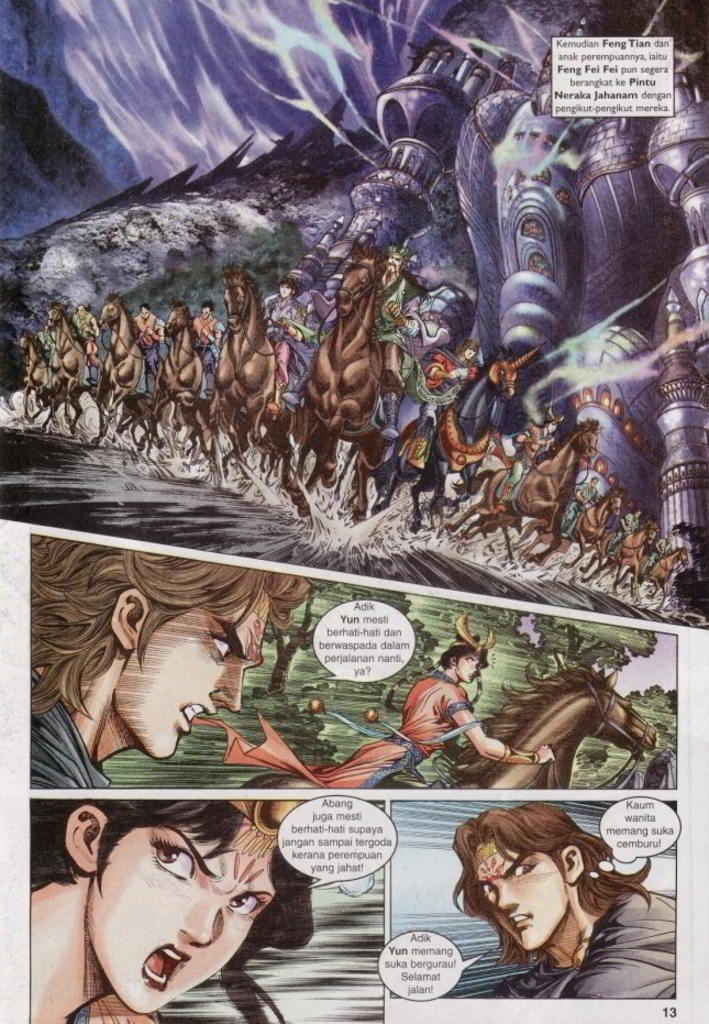 Kemudian Feng Tian dan
anak perempuannya, iaitu
Feng Fei Fei pun segera
berangkat ke Pintu
Neraka Jahanam dengan
pengikut-pengikut mereka.
Adik
Yun mesti
berhati-hati dan
berwaspada dalam
perjalanan nanti,
ya?
Abang
juga mesti
berhati-hati supaya
jangan sampai tergoda
kerana perempuan
yang jahat!
Kaum
wanita
memang suka
cemburu!
Adik
Yun memang
suka bergurau!
Selamat
jalan!
13